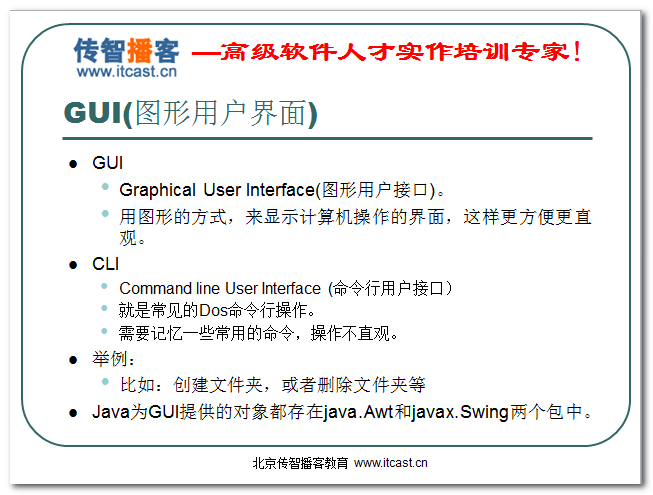 传智播客 —高级软件人才实作培训专家!
www.itcast.cn
GUI(图形用户界面)
● GUI
• Graphical User Interface(图形用户接口)。
• 用图形的方式，来显示计算机操作的界面，这样更方便更直
观。
● CLI
• Command line User Interface (命令行用户接口）
• 就是常见的Dos命令行操作。
• 需要记忆一些常用的命令，操作不直观。
● 举例：
• 比如：创建文件夹，或者删除文件夹等
● Java为GUI提供的对象都存在java.Awt和javax.Swing两个包中。
北京传智播客教育 www.itcast.cn